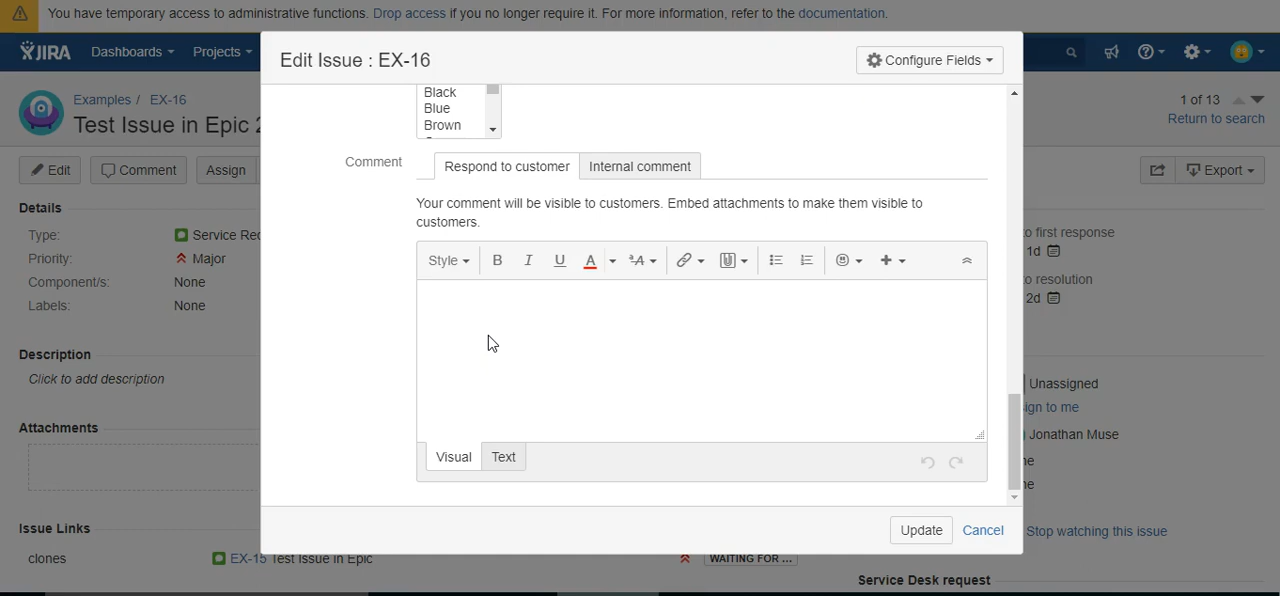 You have temporary access to administrative functions. Drop access if you no longer require it. For more information, refer to the documentation.
JIRA Dashboards Projects
Edit Issue : EX-16 Configure Fields
Examples / EX-16 1 of 13
Test Issue in Epic 2 Return to search
Black
Blue
Brown
Edit Comment Assign Export
Comment Respond to customer Internal comment
Details
Your comment will be visible to customers. Embed attachments to make them visible to
customers.
Type: Service Req
o first response
1d
Priority: Major
Style B I U A A
Component/s: None
o resolution
2d
Labels: None
Description
Click to add description
Unassigned
ign to me
Attachments
Jonathan Muse
Visual Text
ne
ne
Issue Links
Update Cancel
Stop watching this issue
clones EX-15 Test Issue in Epic WAITING FOR ...
Service Desk request